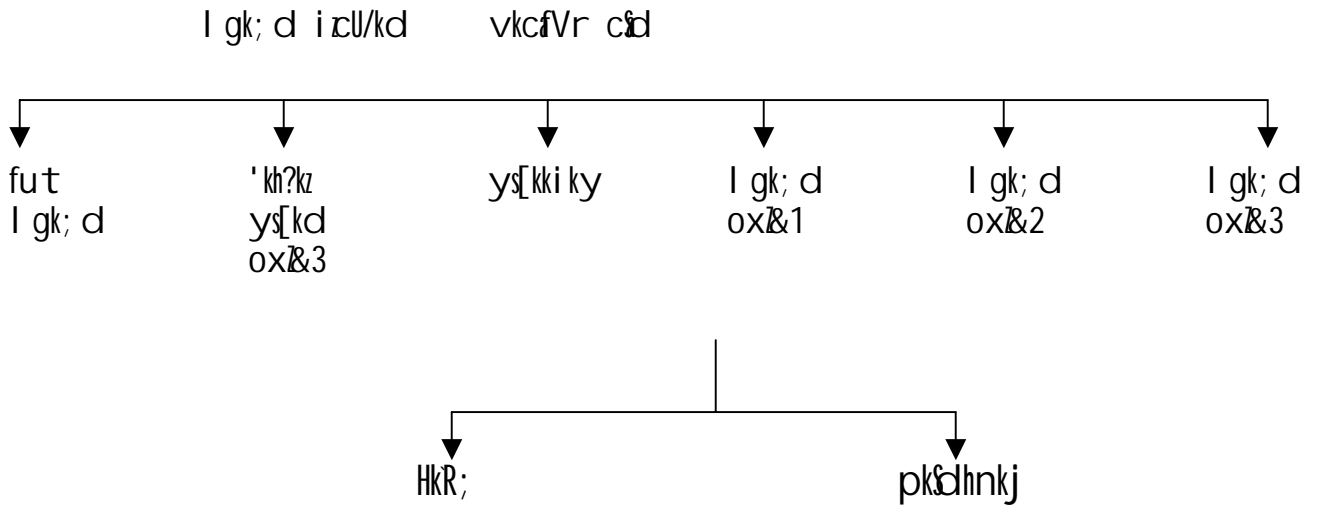 l gk; d izcU/kd vkcafVr cSad
fut
l gk; d
'kh?kz
ys[kd
oxZ&3
ys[kkiky
l gk; d
oxZ&1
l gk; d
oxZ&2
l gk; d
oxZ&3
HkR`;
pkSdhnkj